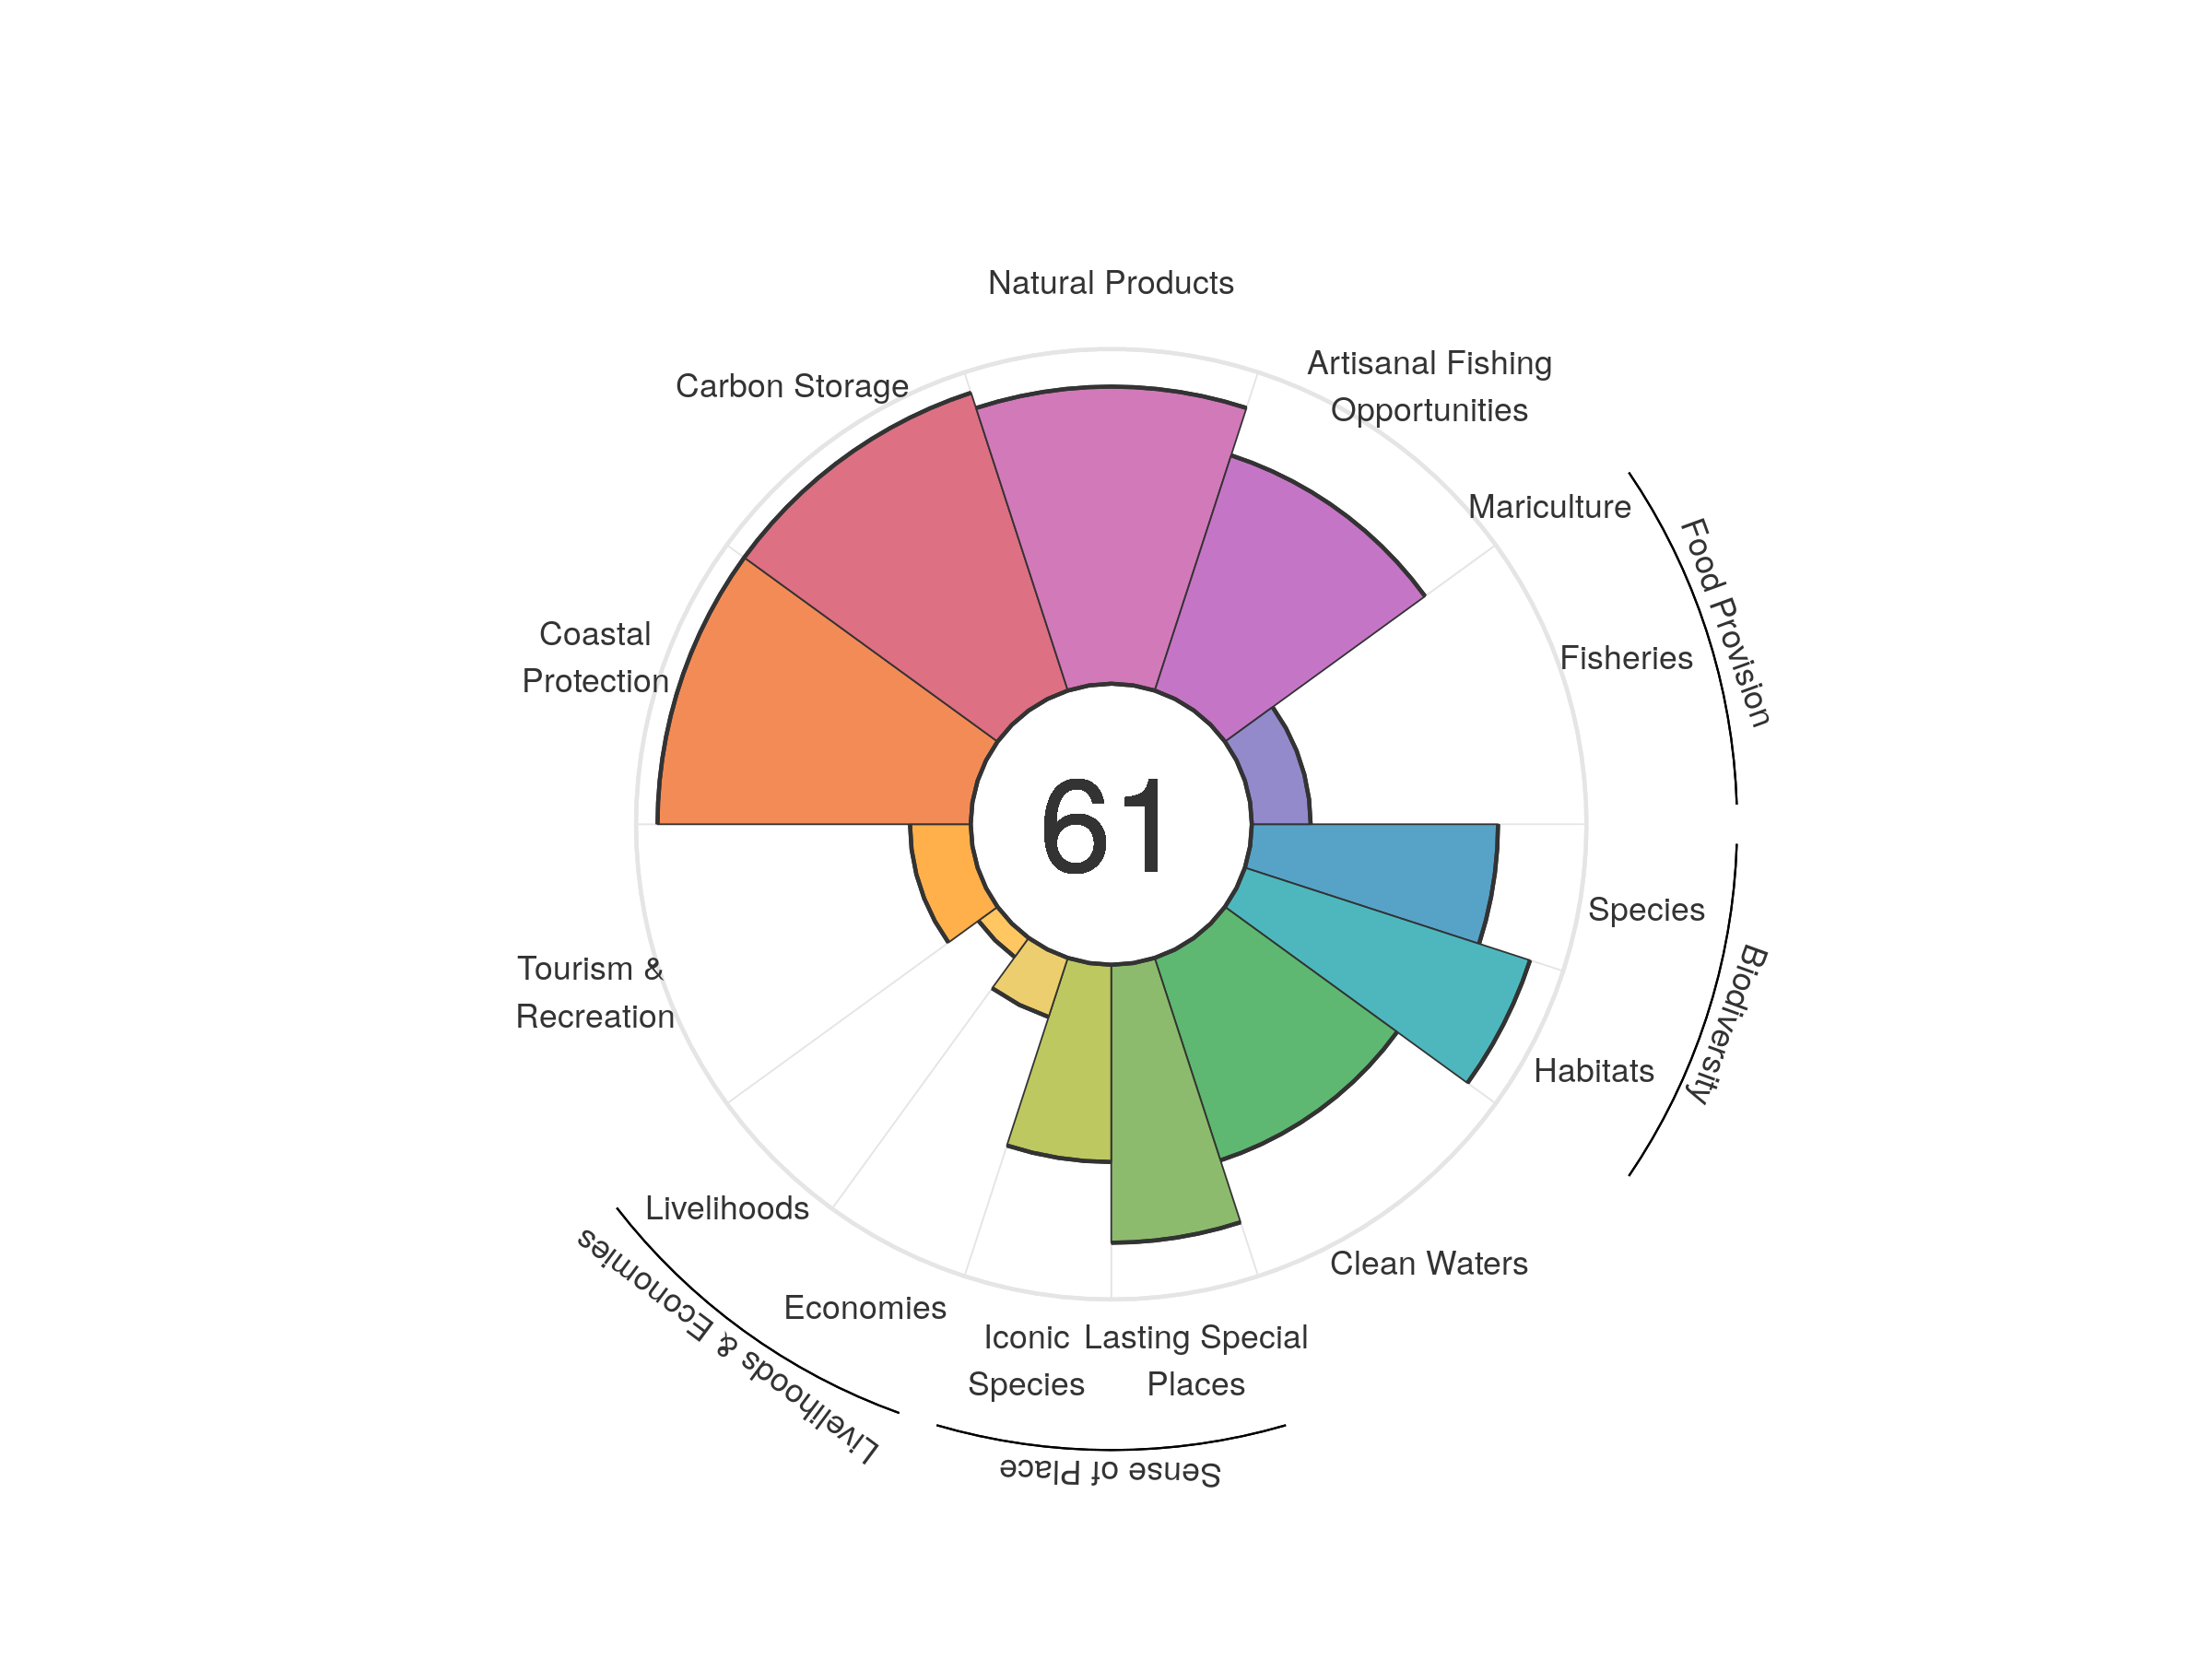 Natural Products
Artisanal Fishing
Opportunities
Carbon Storage
Mariculture
Food Provision
Coastal
Protection
Fisheries
61
Species
Biodiversity
Tourism &
Recreation
Habitats
Livelihoods
Clean Waters
Livelihoods & Economies
Economies
Iconic
Species
Lasting Special
Places
Sense of Place